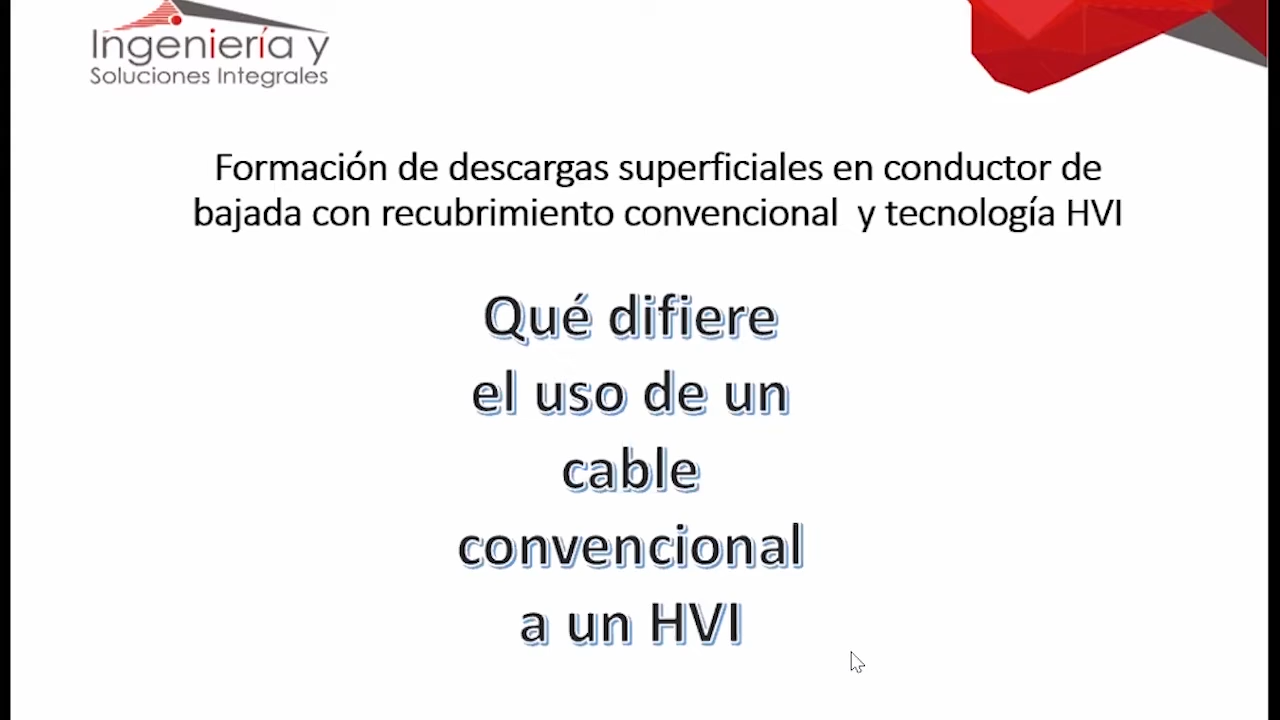 Ingeniería y
Soluciones Integrales
Formación de descargas superficiales en conductor de
bajada con recubrimiento convencional y tecnología HVI
Qué difiere
el uso de un
cable
convencional
a un HVI